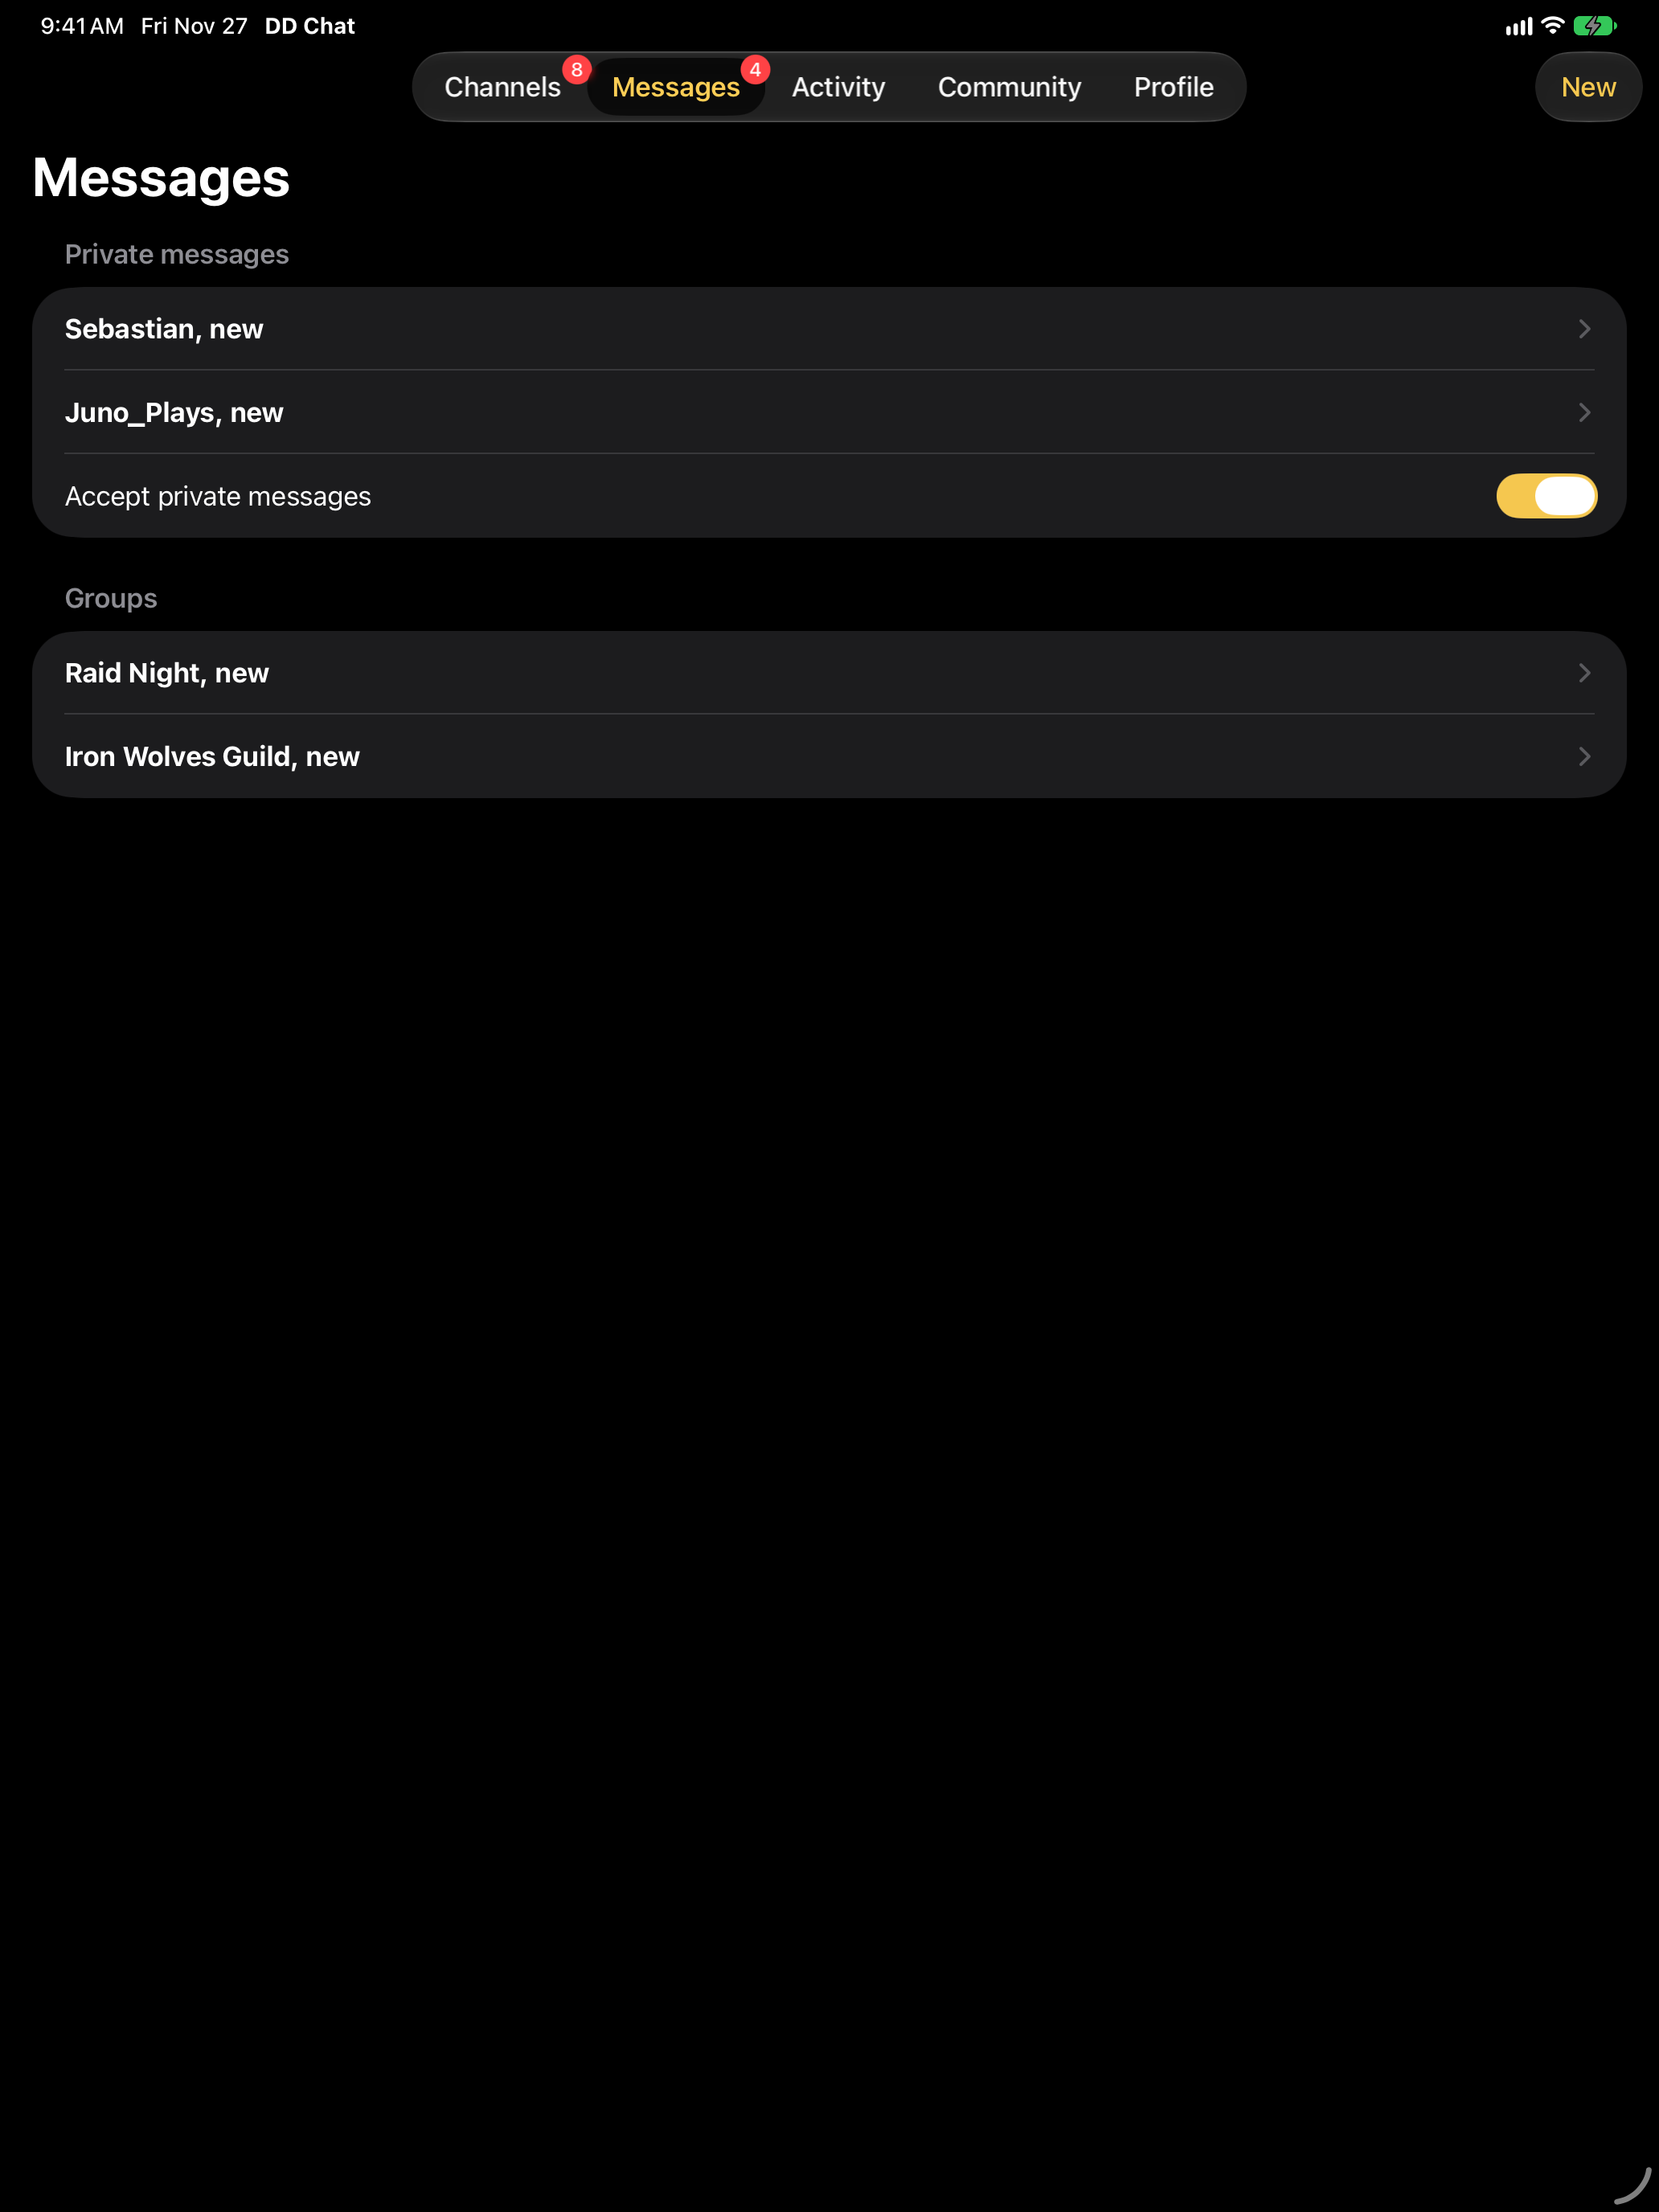 9:41 AM Fri Nov 27 DD Chat
Channels 8 Messages 4 Activity Community Profile
New
Messages
Private messages
Sebastian, new
Juno_Plays, new
Accept private messages
Groups
Raid Night, new
Iron Wolves Guild, new